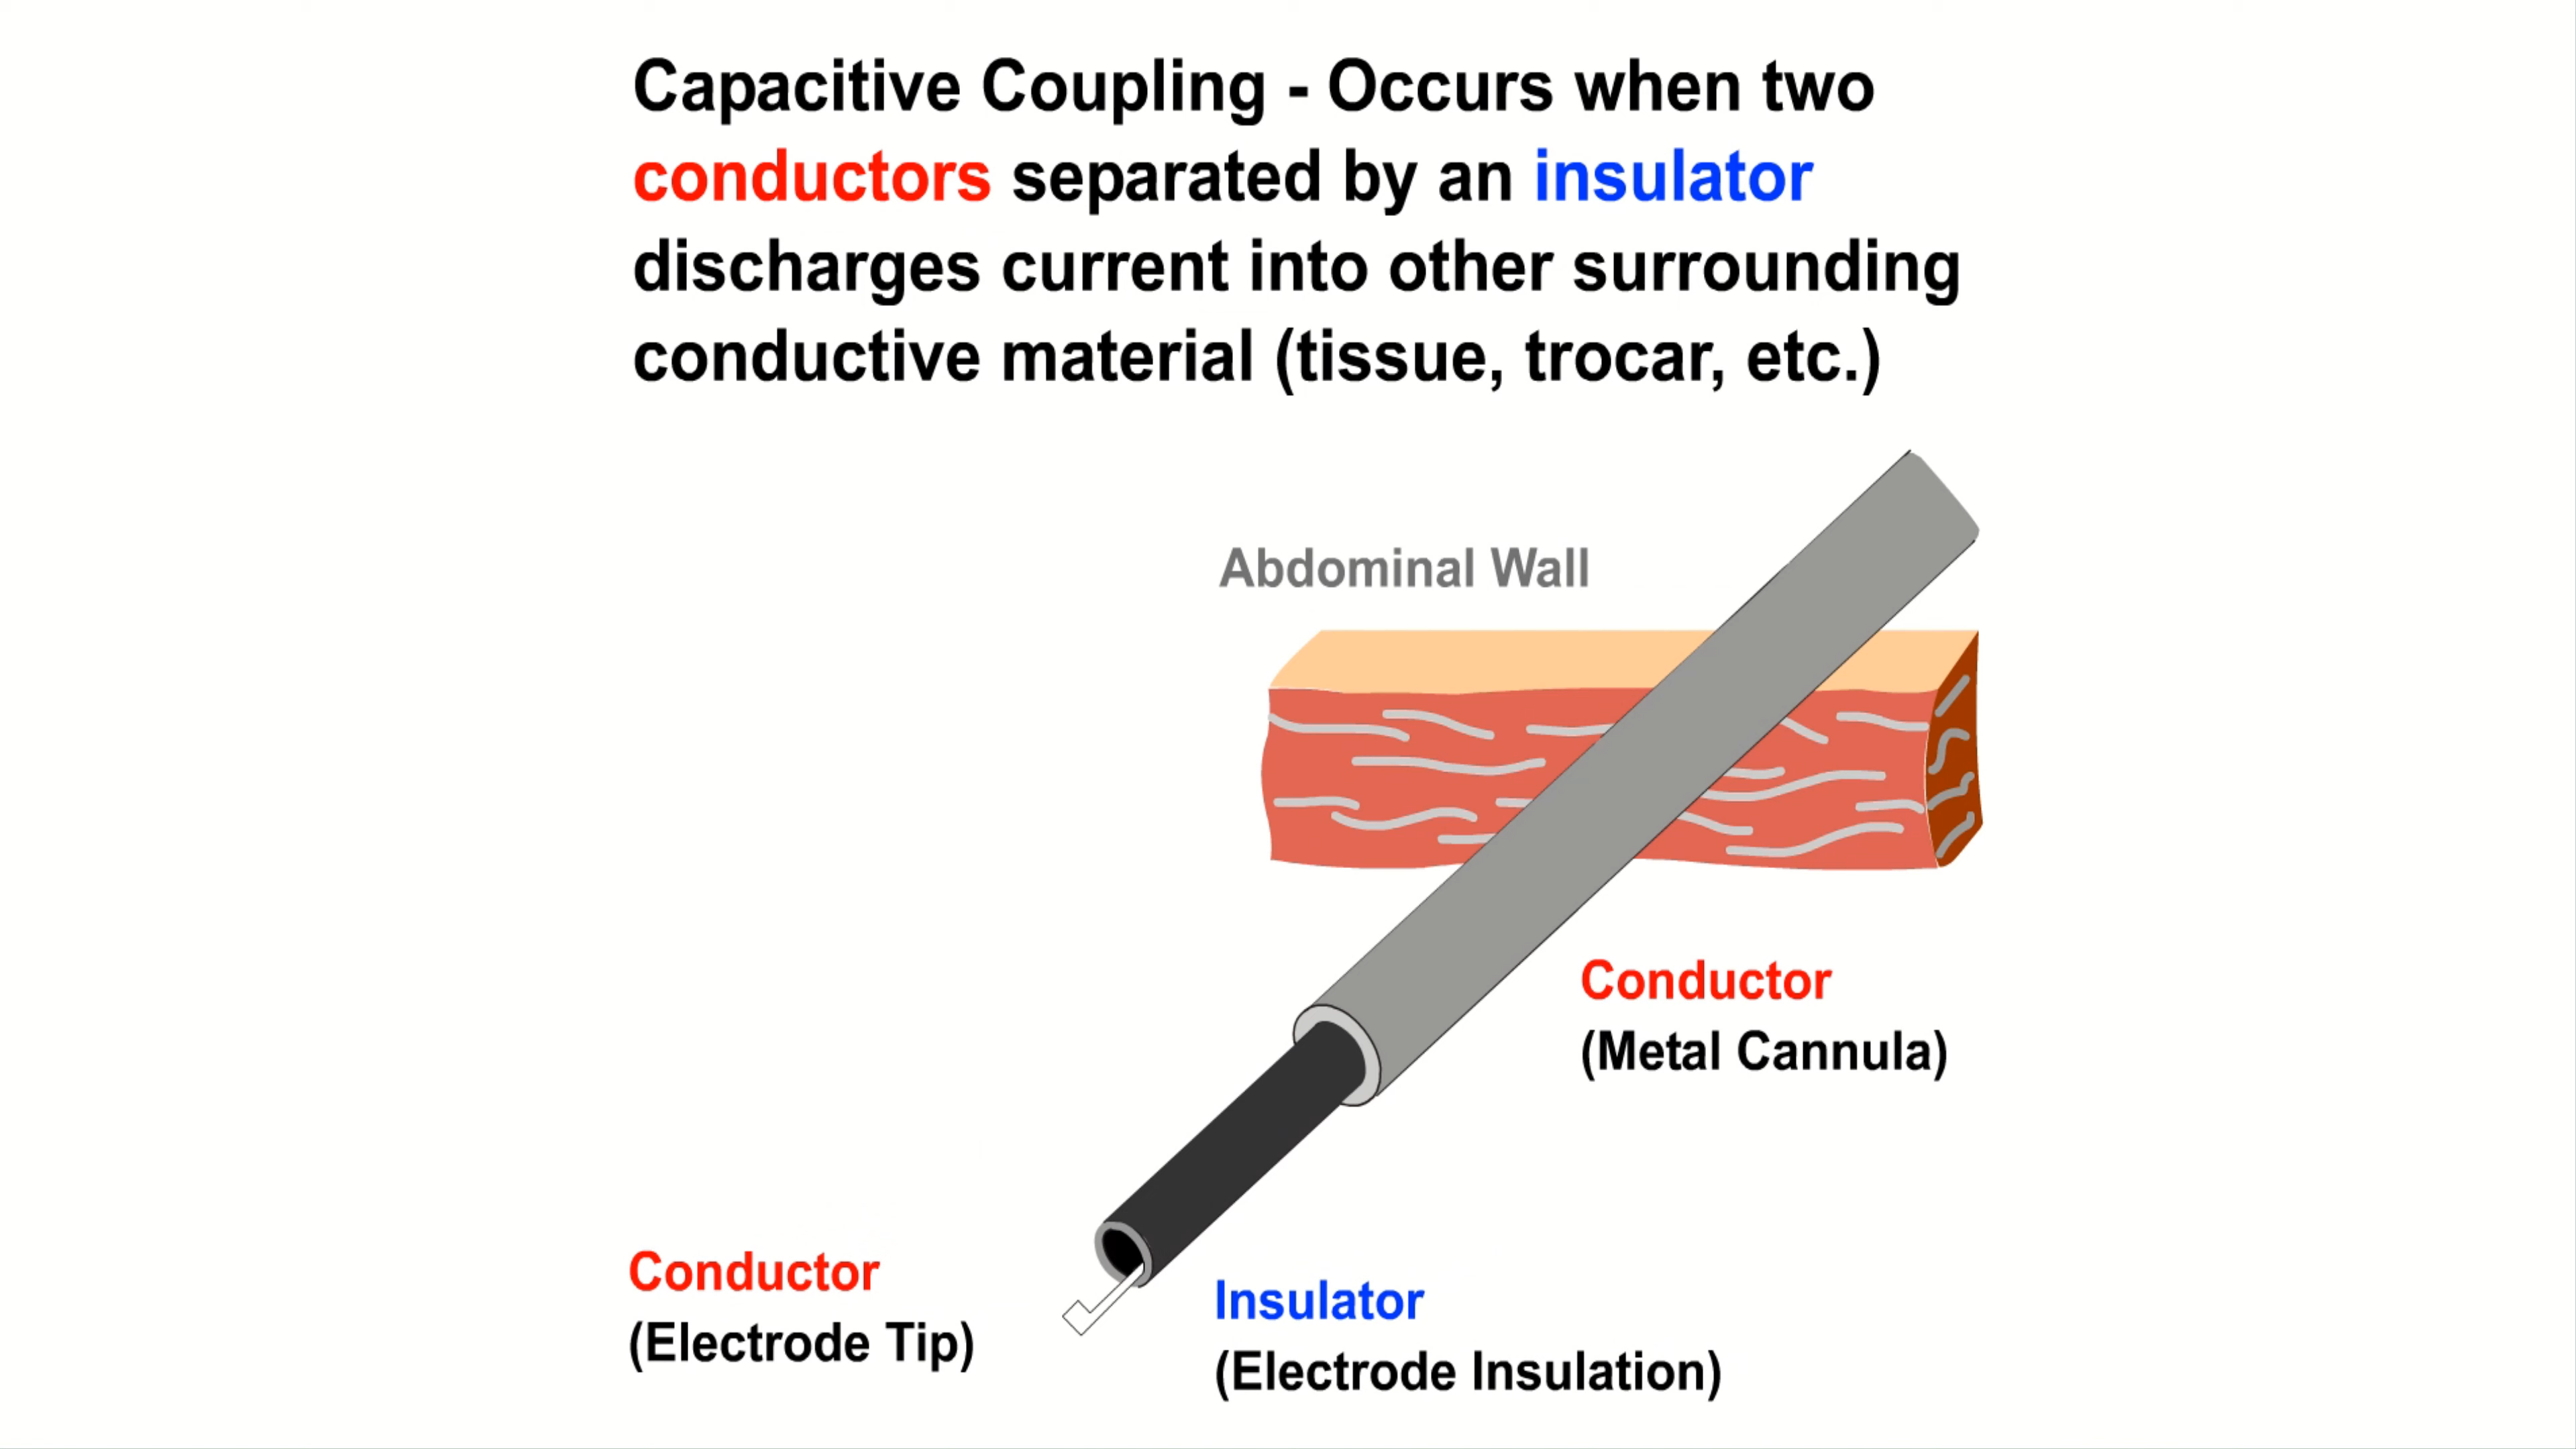 Capacitive Coupling - Occurs when two
conductors separated by an insulator
discharges current into other surrounding
conductive material (tissue, trocar, etc.)
Abdominal Wall
Conductor
(Metal Cannula)
Conductor
(Electrode Tip)
Insulator
(Electrode Insulation)